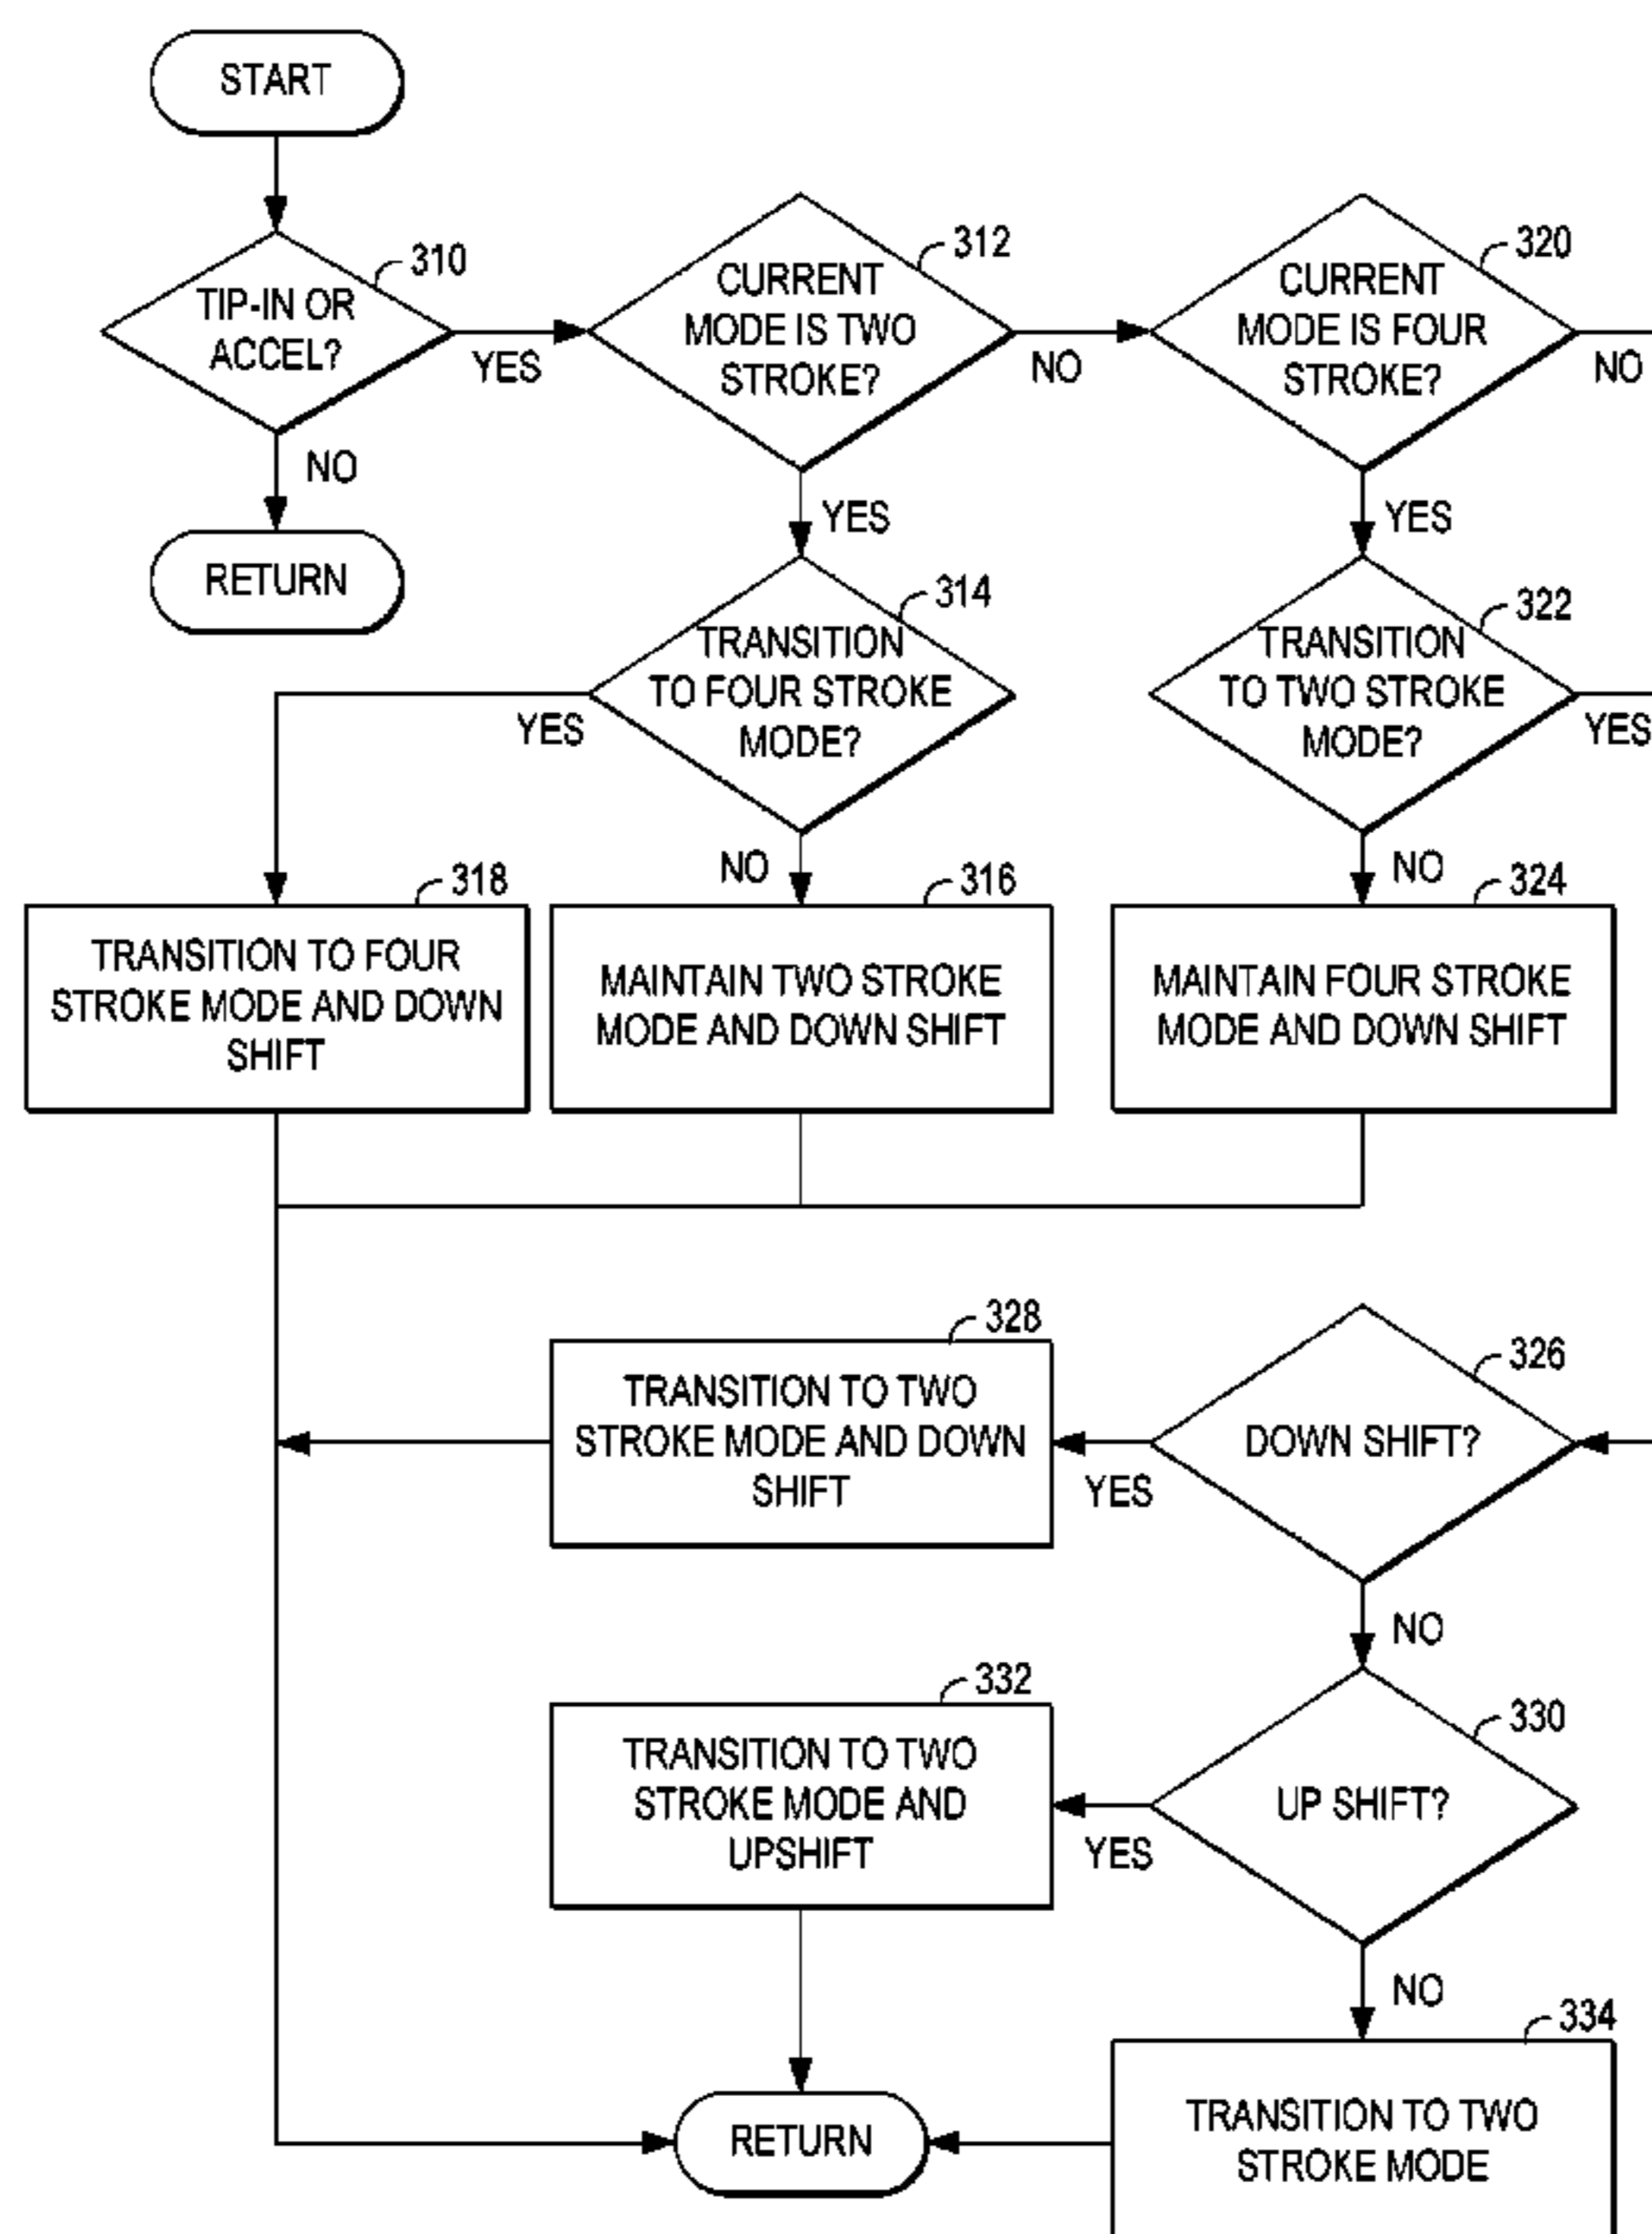 START
310
TIP-IN OR
ACCEL?
YES
NO
RETURN
312
CURRENT
MODE IS TWO
STROKE?
NO
YES
320
CURRENT
MODE IS FOUR
STROKE?
NO
YES
314
TRANSITION
TO FOUR STROKE
MODE?
YES
NO
322
TRANSITION
TO TWO STROKE
MODE?
YES
NO
318
TRANSITION TO FOUR
STROKE MODE AND DOWN
SHIFT
316
MAINTAIN TWO STROKE
MODE AND DOWN SHIFT
324
MAINTAIN FOUR STROKE
MODE AND DOWN SHIFT
328
TRANSITION TO TWO
STROKE MODE AND DOWN
SHIFT
326
DOWN SHIFT?
YES
NO
332
TRANSITION TO TWO
STROKE MODE AND
UPSHIFT
330
UP SHIFT?
YES
NO
334
TRANSITION TO TWO
STROKE MODE
RETURN